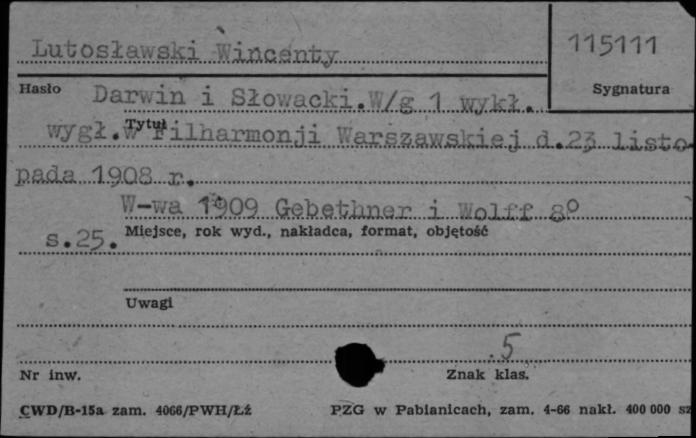 Lutosławski Wincenty
115111
Hasło
Sygnatura
Darwin i Słowacki.W/g 1 wykł.
Tytuł
wygł.w Filharmonji Warszawskiej d.23 listo-
pada 1908 r.
W-wa 1909 Gebethner i Wolff 8º
Miejsce, rok wyd., nakładca, format, objętość
s.25.
Uwagi
5
Nr inw.
Znak klas.
CWD/B-15a zam. 4066/PWH/Łź
PZG w Pabianicach, zam. 4-66 nakł. 400 000 sz